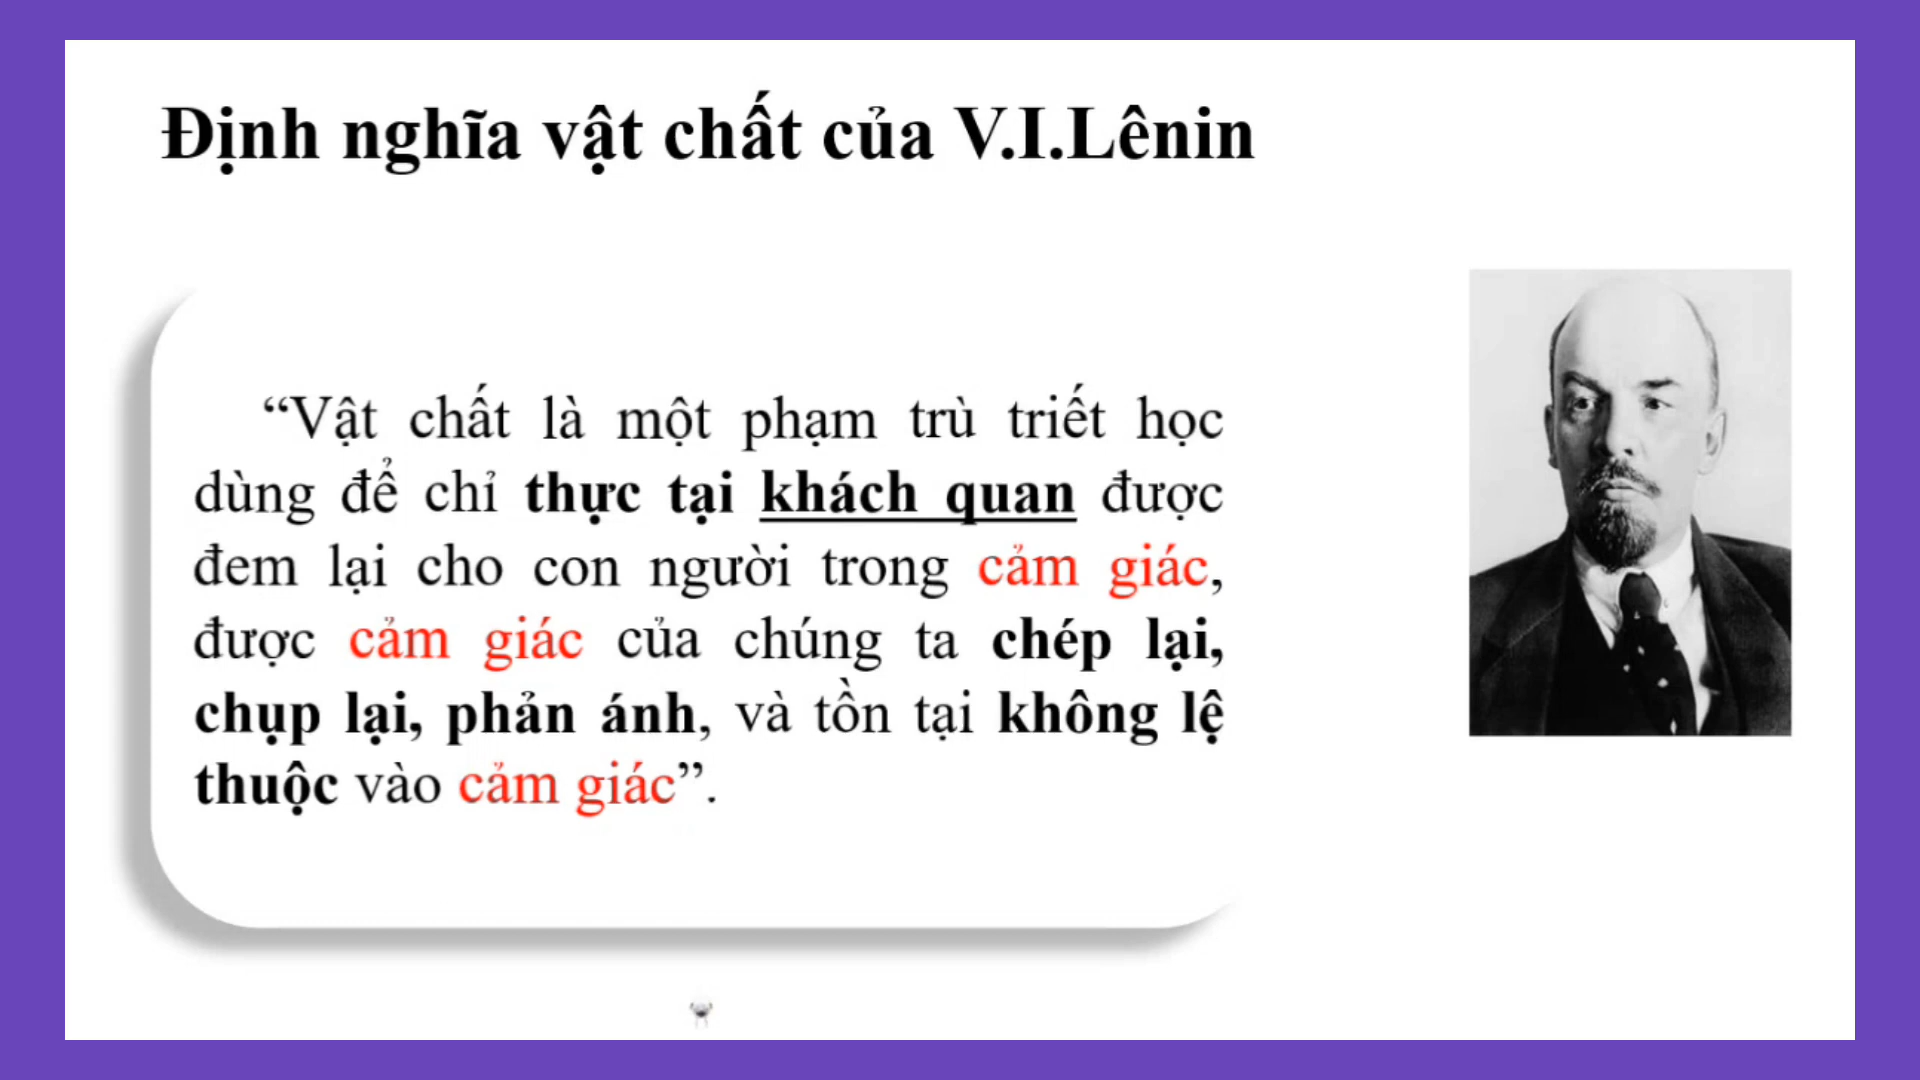 Định nghĩa vật chất của V.I.Lênin
“Vật chất là một phạm trù triết học
dùng để chỉ thực tại khách quan được
đem lại cho con người trong cảm giác,
được cảm giác của chúng ta chép lại,
chụp lại, phản ánh, và tồn tại không lệ
thuộc vào cảm giác”.